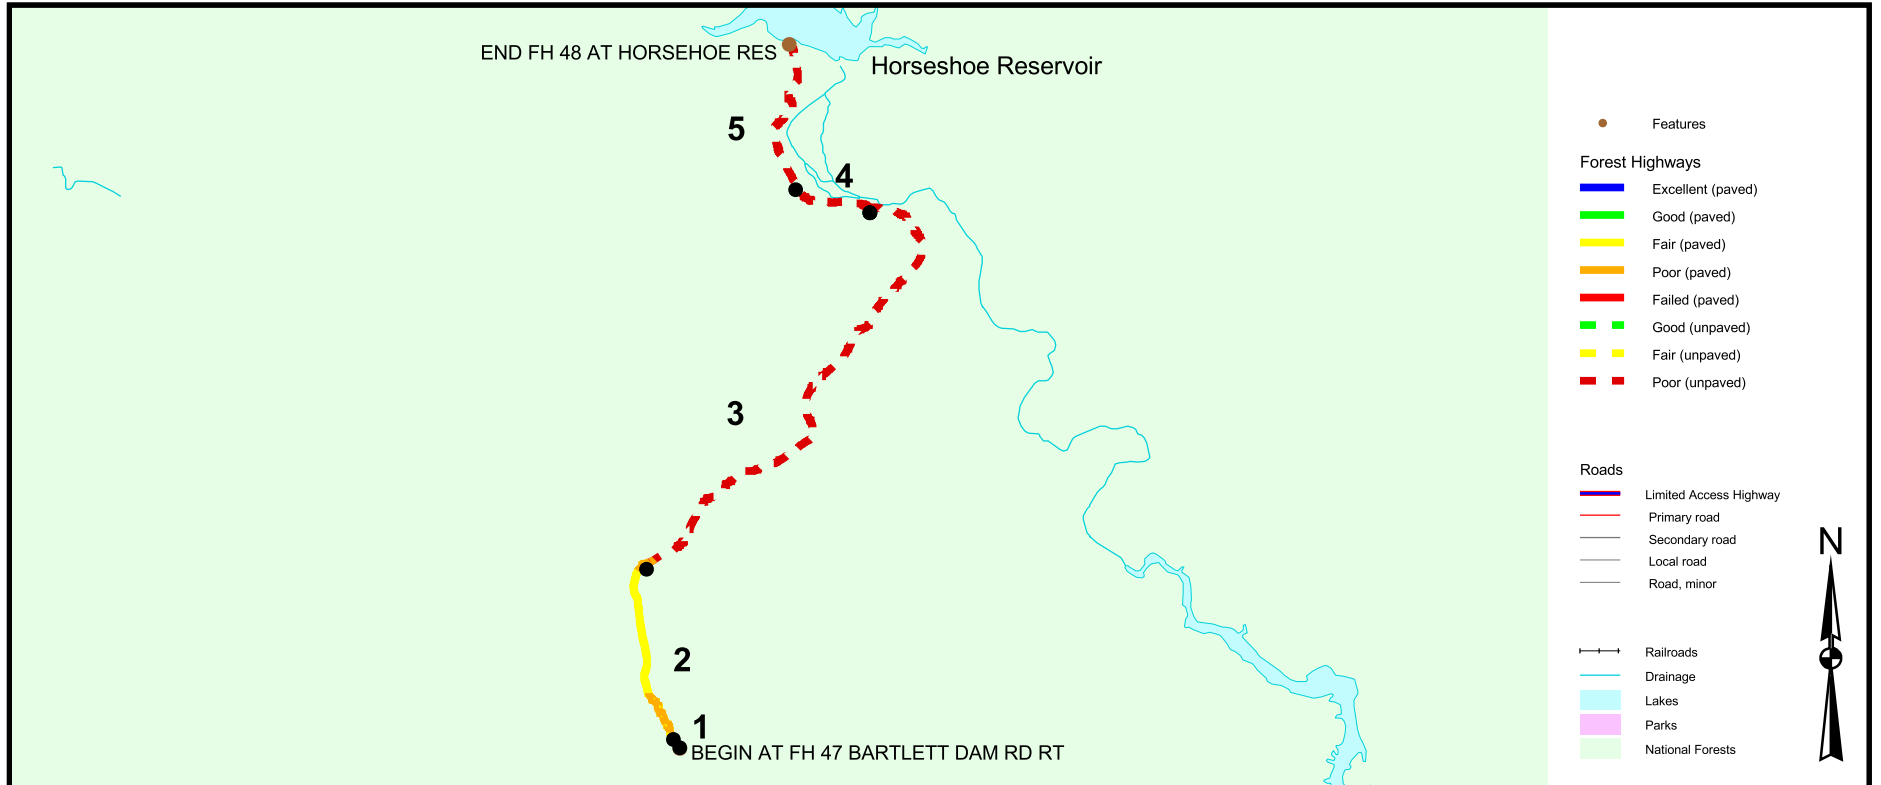 END FH 48 AT HORSEHOE RES
Horseshoe Reservoir
5
4
3
2
1
BEGIN AT FH 47 BARTLETT DAM RD RT
Features
Forest Highways
Excellent (paved)
Good (paved)
Fair (paved)
Poor (paved)
Failed (paved)
Good (unpaved)
Fair (unpaved)
Poor (unpaved)
Roads
Limited Access Highway
Primary road
Secondary road
Local road
Road, minor
N
Railroads
Drainage
Lakes
Parks
National Forests